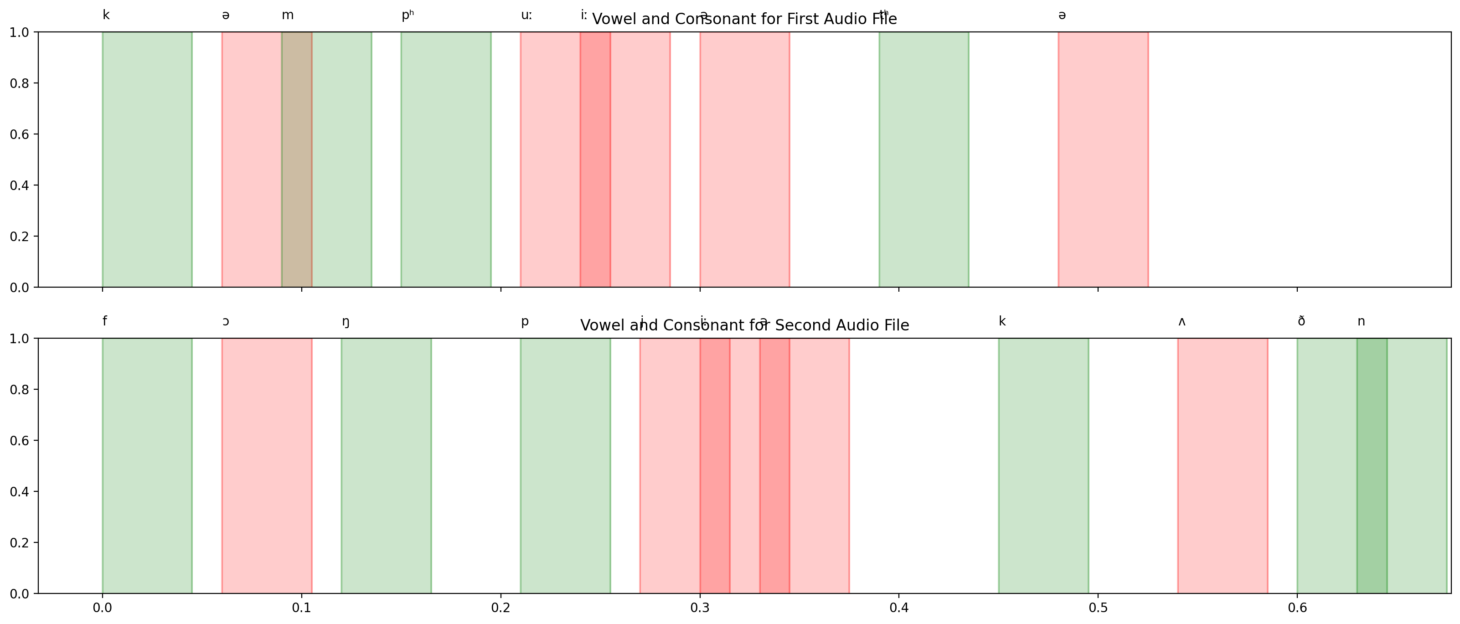 k ə m pʰ uː iː ə ə
Vowel and Consonant for First Audio File
1.0
0.8
0.6
0.4
0.2
0.0
f ɔ ŋ p iː ə k ʌ ð n
Vowel and Consonant for Second Audio File
1.0
0.8
0.6
0.4
0.2
0.0
0.0 0.1 0.2 0.3 0.4 0.5 0.6